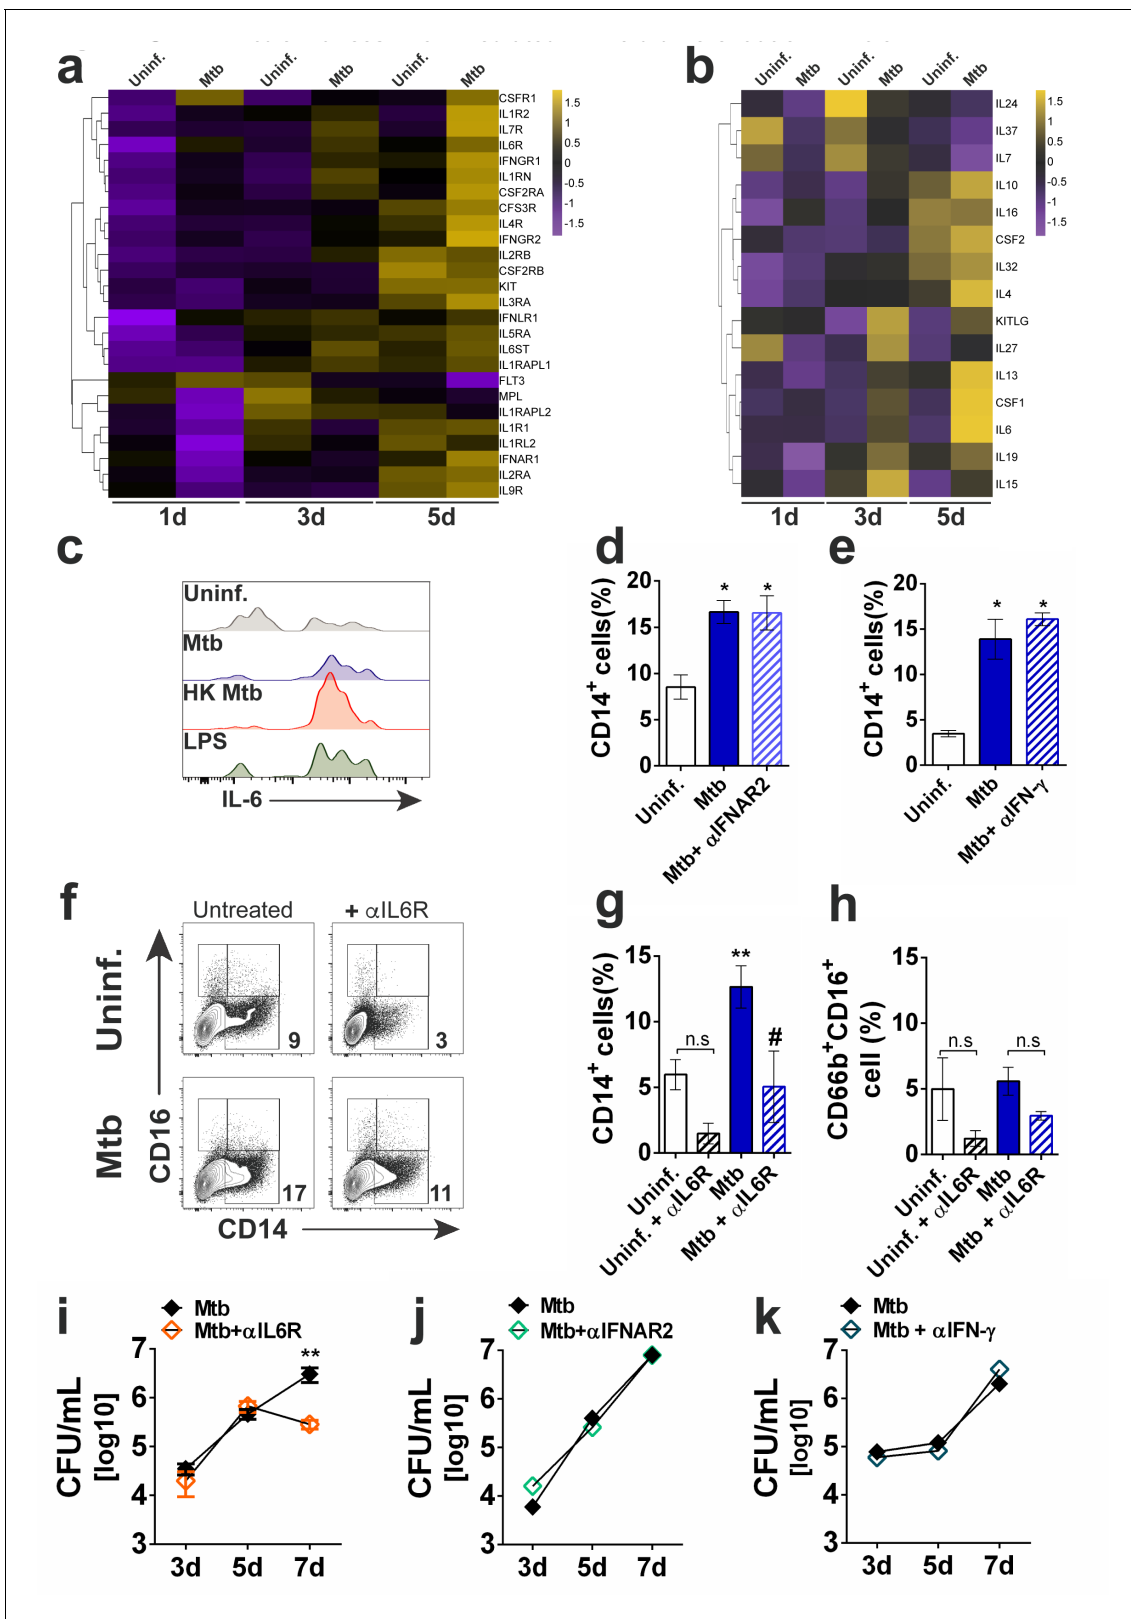 a
Uninf. Mtb Uninf. Mtb Uninf. Mtb
CSFR1
IL1R2
IL7R
IL6R
IFNGR1
IL1RN
CSF2RA
CFS3R
IL4R
IFNGR2
IL2RB
CSF2RB
KIT
IL3RA
IFNLR1
IL5RA
IL6ST
IL1RAPL1
FLT3
MPL
IL1RAPL2
IL1R1
IL1RL2
IFNAR1
IL2RA
IL9R
1.5
1
0.5
0
-0.5
-1
-1.5
1d 3d 5d
b
Uninf. Mtb Uninf. Mtb Uninf. Mtb
IL24
IL37
IL7
IL10
IL16
CSF2
IL32
IL4
KITLG
IL27
IL13
CSF1
IL6
IL19
IL15
1.5
1
0.5
0
-0.5
-1
-1.5
1d 3d 5d
c
Uninf.
Mtb
HK Mtb
LPS
IL-6
d
CD14+ cells(%)
20
15
10
5
0
* *
Uninf.
Mtb
Mtb+ αIFNAR2
e
CD14+ cells(%)
20
15
10
5
0
* *
Uninf.
Mtb
Mtb+ αIFN-γ
f
Untreated + αIL6R
Uninf.
Mtb
CD16
9 3
17 11
CD14
g
CD14+ cells(%)
15
10
5
0
n.s ** #
Uninf.
Uninf. + αIL6R
Mtb
Mtb + αIL6R
h
CD66b+CD16+
cell (%)
15
10
5
0
n.s n.s
Uninf.
Uninf. + αIL6R
Mtb
Mtb + αIL6R
i
Mtb
Mtb+αIL6R
CFU/mL
[log10]
7
6
5
4
3
**
3d 5d 7d
j
Mtb
Mtb+αIFNAR2
CFU/mL
[log10]
7
6
5
4
3
3d 5d 7d
k
Mtb
Mtb + αIFN-γ
CFU/mL
[log10]
7
6
5
4
3
3d 5d 7d